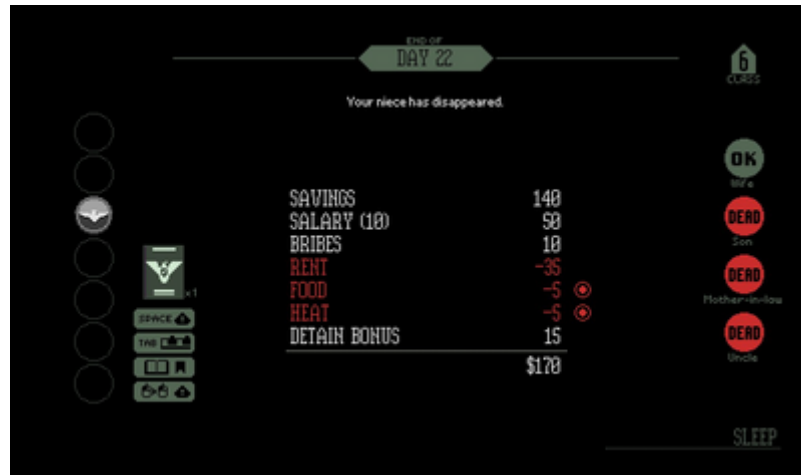 END OF
DAY 22
6
CLASS
Your niece has disappeared.
OK
Wife
SAVINGS 140
SALARY (10) 50
BRIBES 10
RENT -35
FOOD -5
HEAT -5
DETAIN BONUS 15
$170
DEAD
Son
DEAD
Mother-in-law
DEAD
Uncle
x1
SPACE
TAB
SLEEP